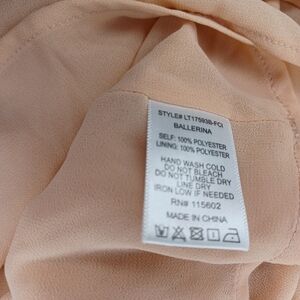 STYLE# LT17593B-FCI
BALLERINA
SELF: 100% POLYESTER
LINING: 100% POLYESTER
HAND WASH COLD
DO NOT BLEACH
DO NOT TUMBLE DRY
LINE DRY
IRON LOW IF NEEDED
RN# 115602
MADE IN CHINA